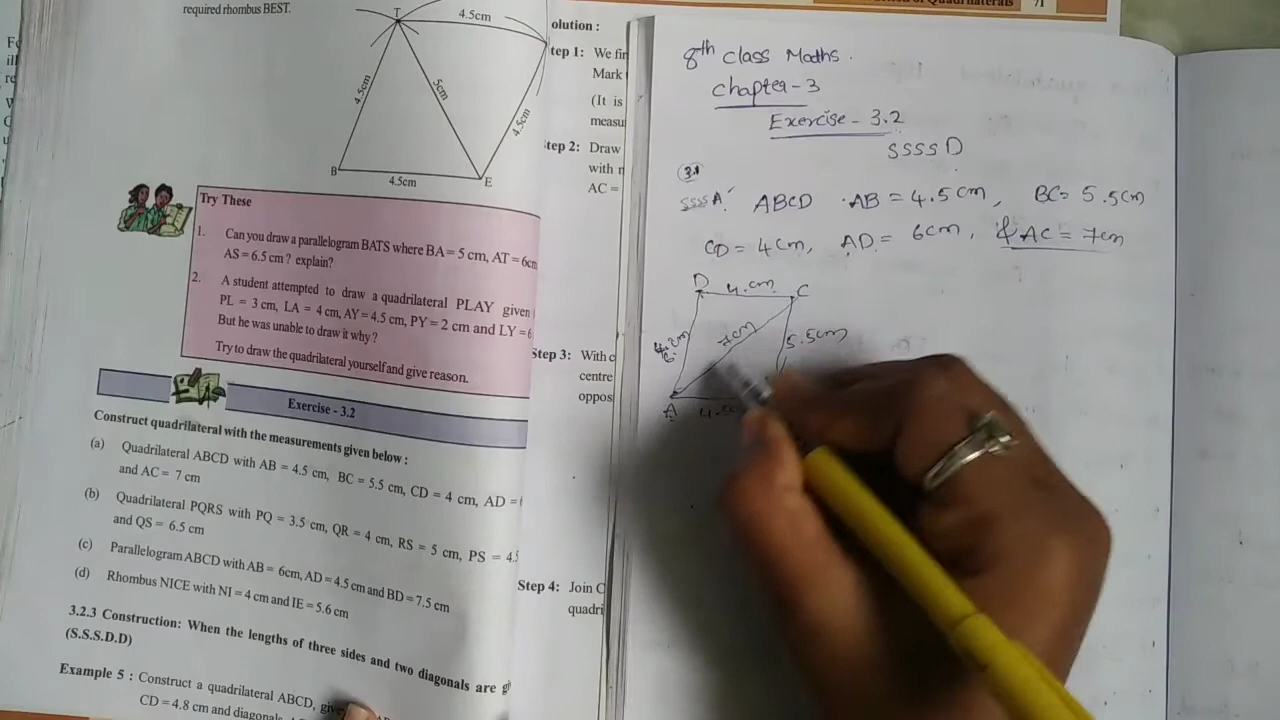 required rhombus BEST.
T
4.5cm
4.5cm
5cm
4.5cm
B
4.5cm
E
Try These
1. Can you draw a parallelogram BATS where BA = 5 cm, AT = 6cm
AS = 6.5 cm ? explain?
2. A student attempted to draw a quadrilateral PLAY given
PL = 3 cm, LA = 4 cm, AY = 4.5 cm, PY = 2 cm and LY = 6
But he was unable to draw it why ?
Try to draw the quadrilateral yourself and give reason.
Exercise - 3.2
Construct quadrilateral with the measurements given below :
(a) Quadrilateral ABCD with AB = 4.5 cm, BC = 5.5 cm, CD = 4 cm, AD =
and AC = 7 cm
(b) Quadrilateral PQRS with PQ = 3.5 cm, QR = 4 cm, RS = 5 cm, PS = 4.5
and QS = 6.5 cm
(c) Parallelogram ABCD with AB = 6cm, AD = 4.5 cm and BD = 7.5 cm
(d) Rhombus NICE with NI = 4 cm and IE = 5.6 cm
3.2.3 Construction: When the lengths of three sides and two diagonals are
(S.S.S.D.D)
Example 5 : Construct a quadrilateral ABCD,
CD = 4.8 cm and
olution :
tep 1: We
Mark
(It is
measu
tep 2: Draw
with
AC =
Step 3: With
centre
oppos
Step 4: Join C
quadri
Quadrilaterals 71
8th class Maths.
chapter-3
Exercise - 3.2
SSSS D
ABCD AB = 4.5 cm, BC = 5.5 cm
CD = 4 cm, AD = 6 cm, & AC = 7 cm
D 4 cm C
7 cm
5.5 cm
A